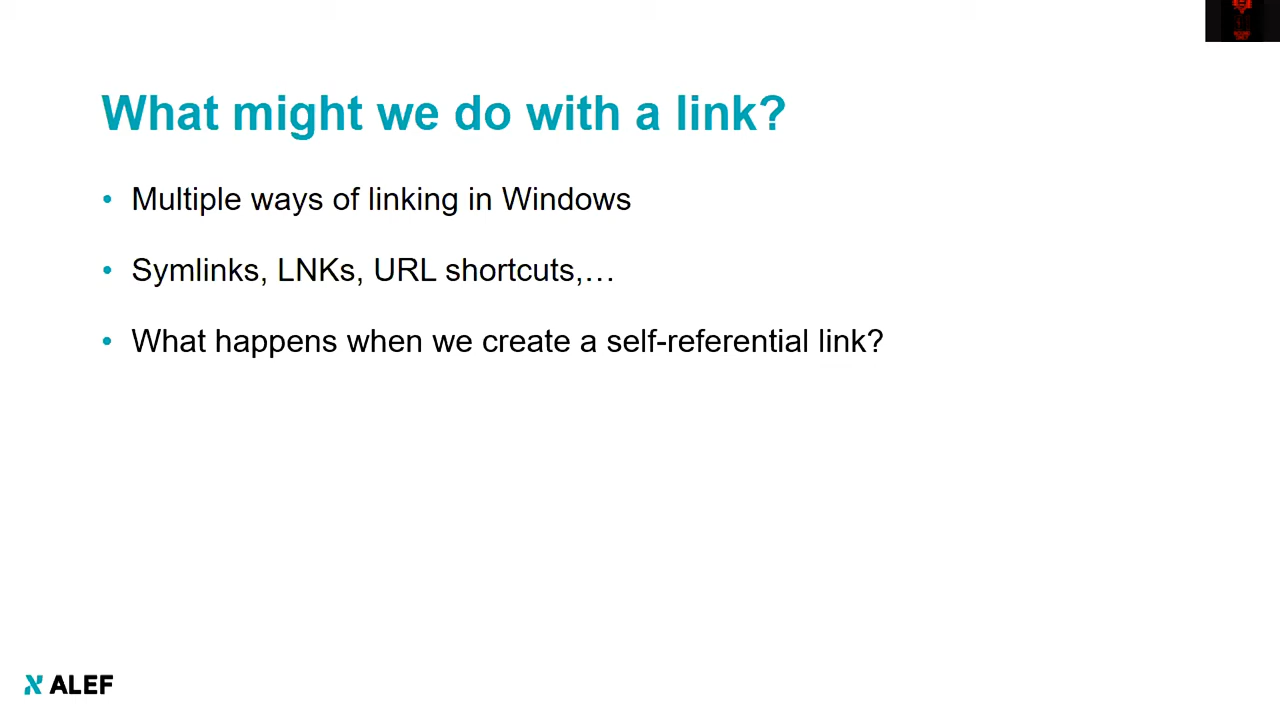 What might we do with a link?
• Multiple ways of linking in Windows
• Symlinks, LNKs, URL shortcuts,…
• What happens when we create a self-referential link?
ALEF